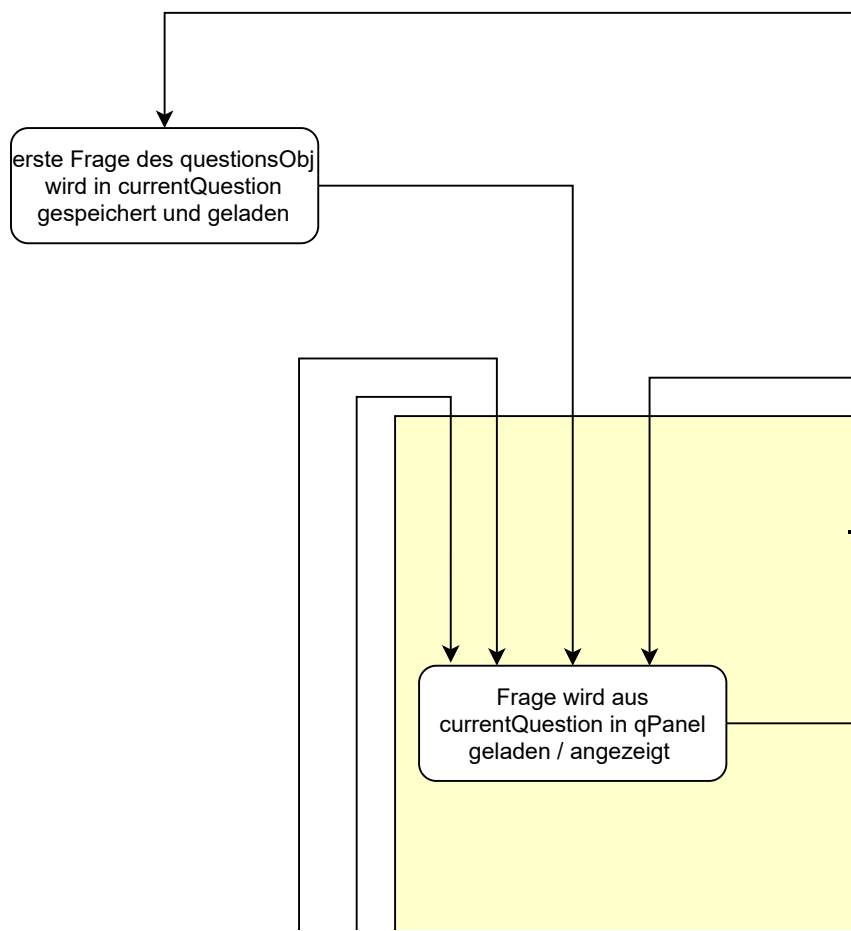 erste Frage des questionsObj
wird in currentQuestion
gespeichert und geladen
Frage wird aus
currentQuestion in qPanel
geladen / angezeigt